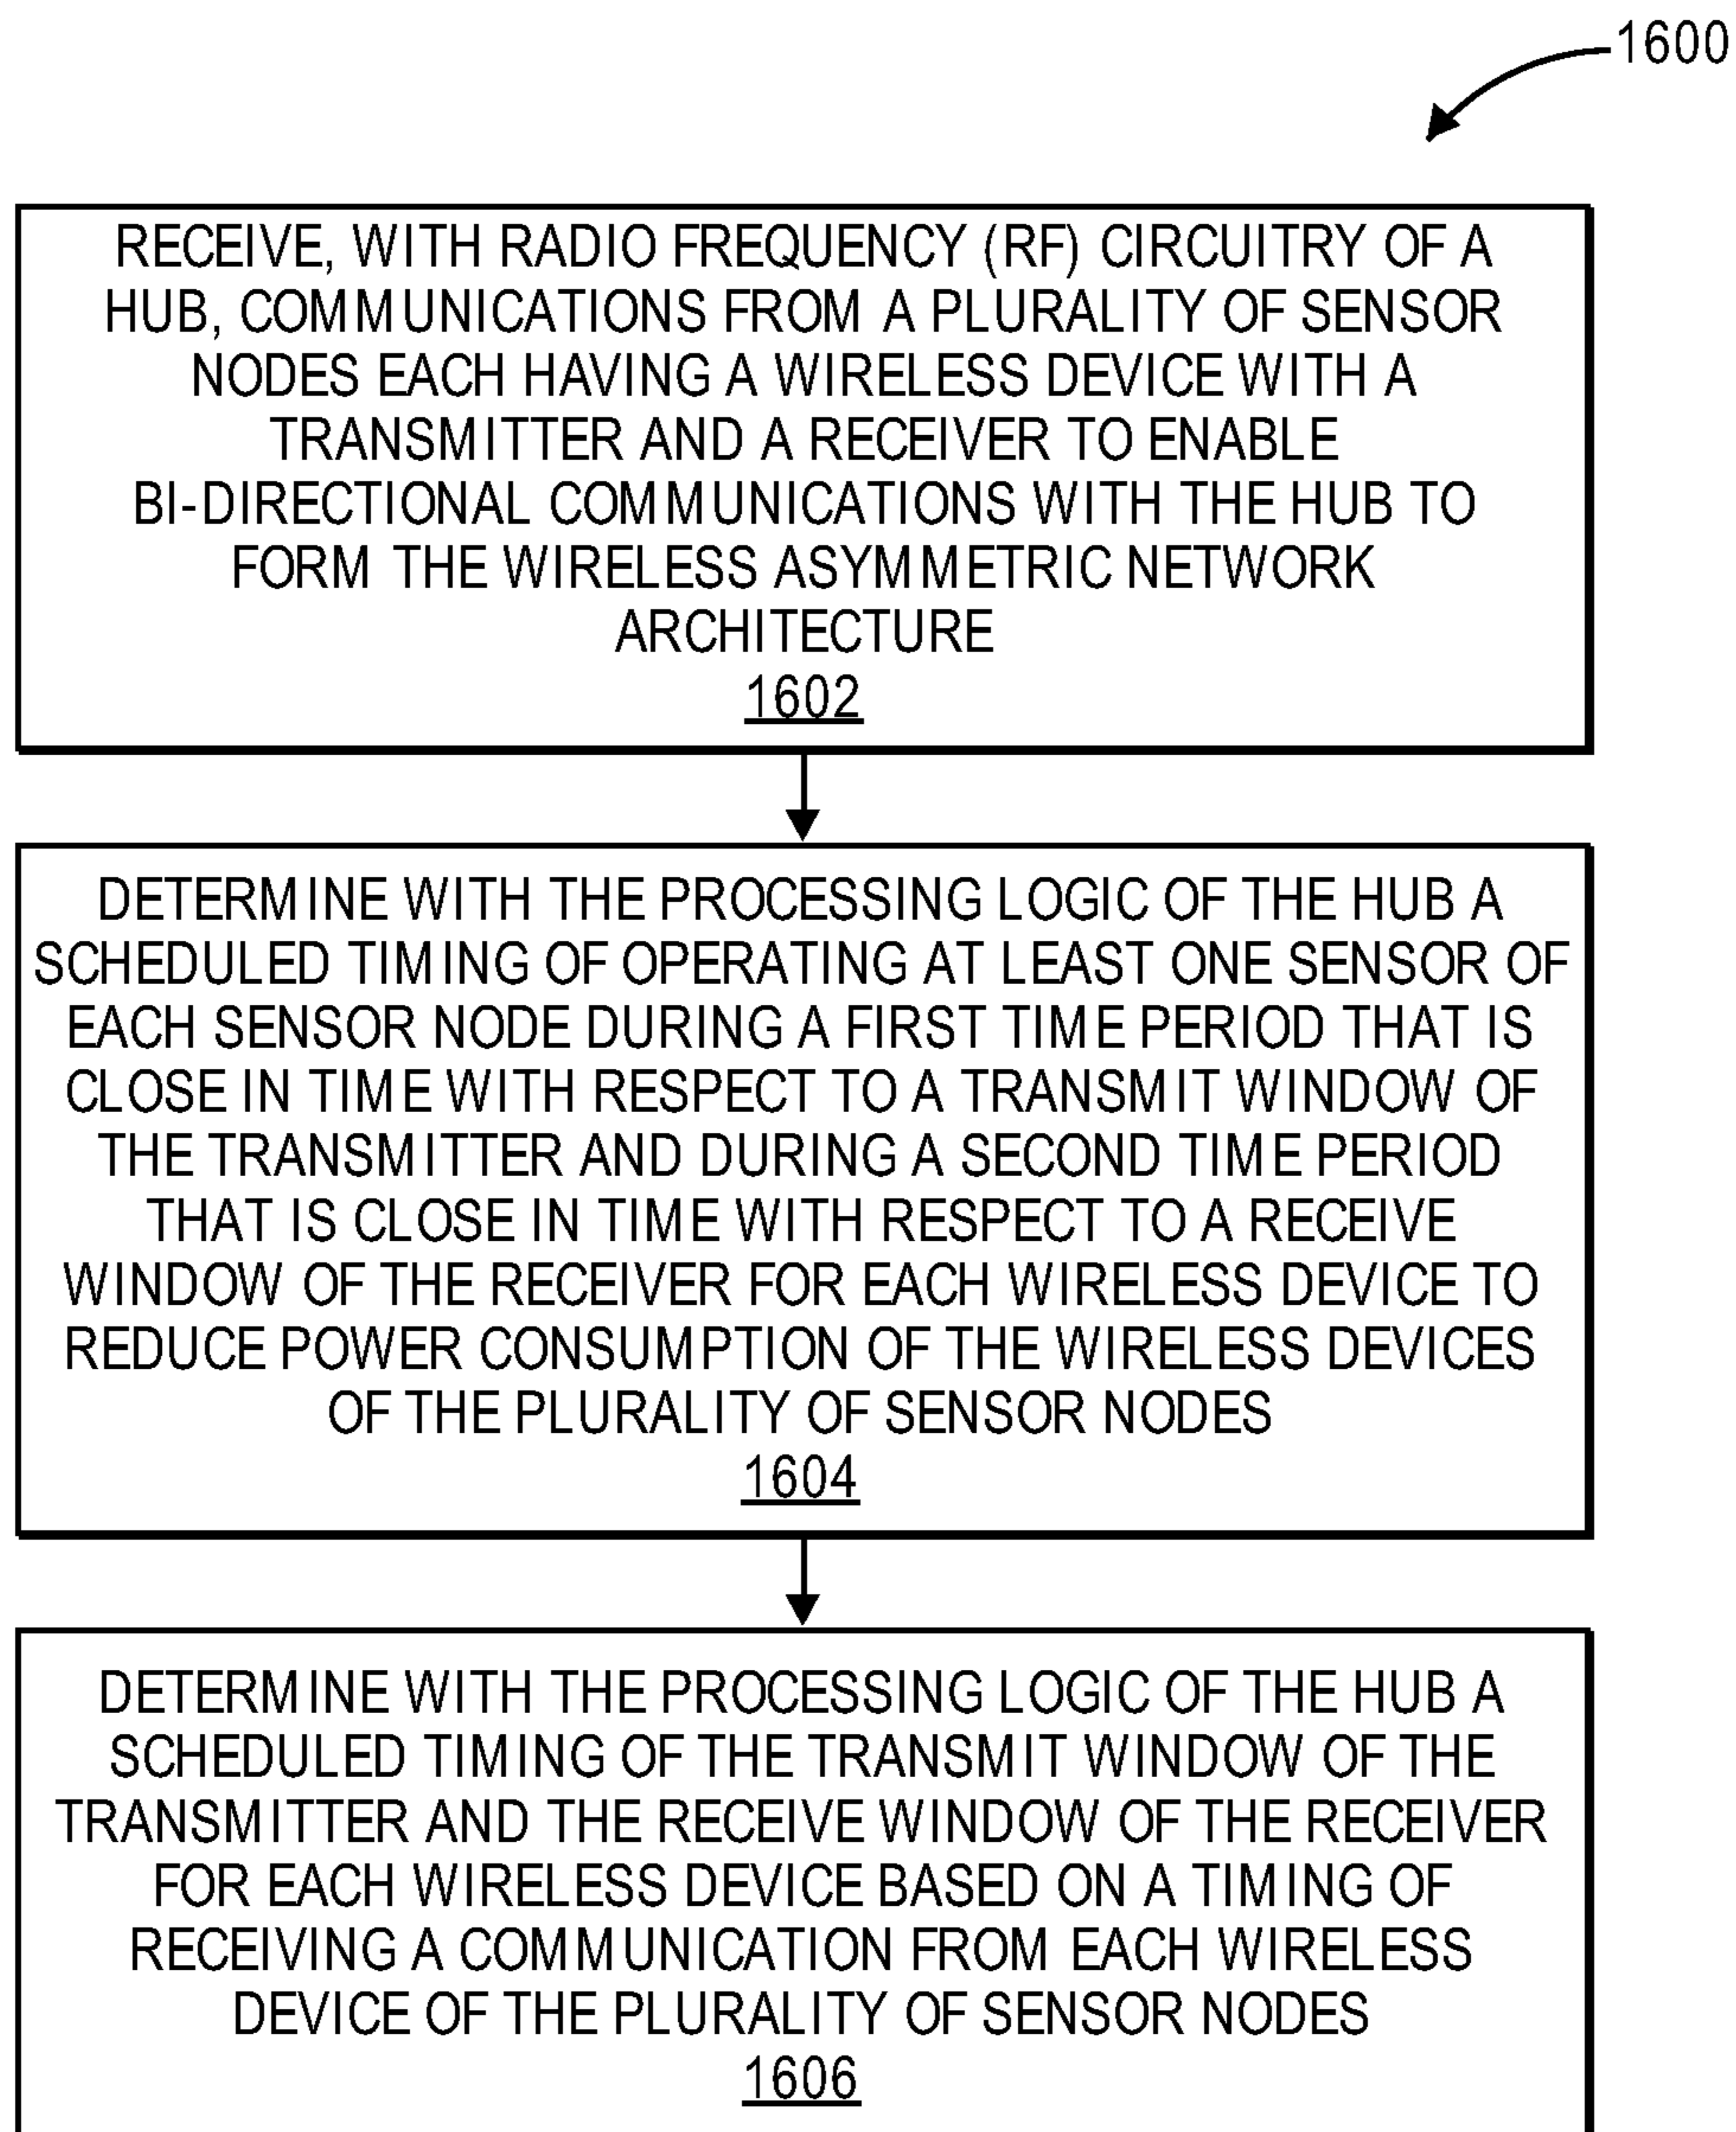 1600
RECEIVE, WITH RADIO FREQUENCY (RF) CIRCUITRY OF A
HUB, COMMUNICATIONS FROM A PLURALITY OF SENSOR
NODES EACH HAVING A WIRELESS DEVICE WITH A
TRANSMITTER AND A RECEIVER TO ENABLE
BI-DIRECTIONAL COMMUNICATIONS WITH THE HUB TO
FORM THE WIRELESS ASYMMETRIC NETWORK
ARCHITECTURE
1602
DETERMINE WITH THE PROCESSING LOGIC OF THE HUB A
SCHEDULED TIMING OF OPERATING AT LEAST ONE SENSOR OF
EACH SENSOR NODE DURING A FIRST TIME PERIOD THAT IS
CLOSE IN TIME WITH RESPECT TO A TRANSMIT WINDOW OF
THE TRANSMITTER AND DURING A SECOND TIME PERIOD
THAT IS CLOSE IN TIME WITH RESPECT TO A RECEIVE
WINDOW OF THE RECEIVER FOR EACH WIRELESS DEVICE TO
REDUCE POWER CONSUMPTION OF THE WIRELESS DEVICES
OF THE PLURALITY OF SENSOR NODES
1604
DETERMINE WITH THE PROCESSING LOGIC OF THE HUB A
SCHEDULED TIMING OF THE TRANSMIT WINDOW OF THE
TRANSMITTER AND THE RECEIVE WINDOW OF THE RECEIVER
FOR EACH WIRELESS DEVICE BASED ON A TIMING OF
RECEIVING A COMMUNICATION FROM EACH WIRELESS
DEVICE OF THE PLURALITY OF SENSOR NODES
1606